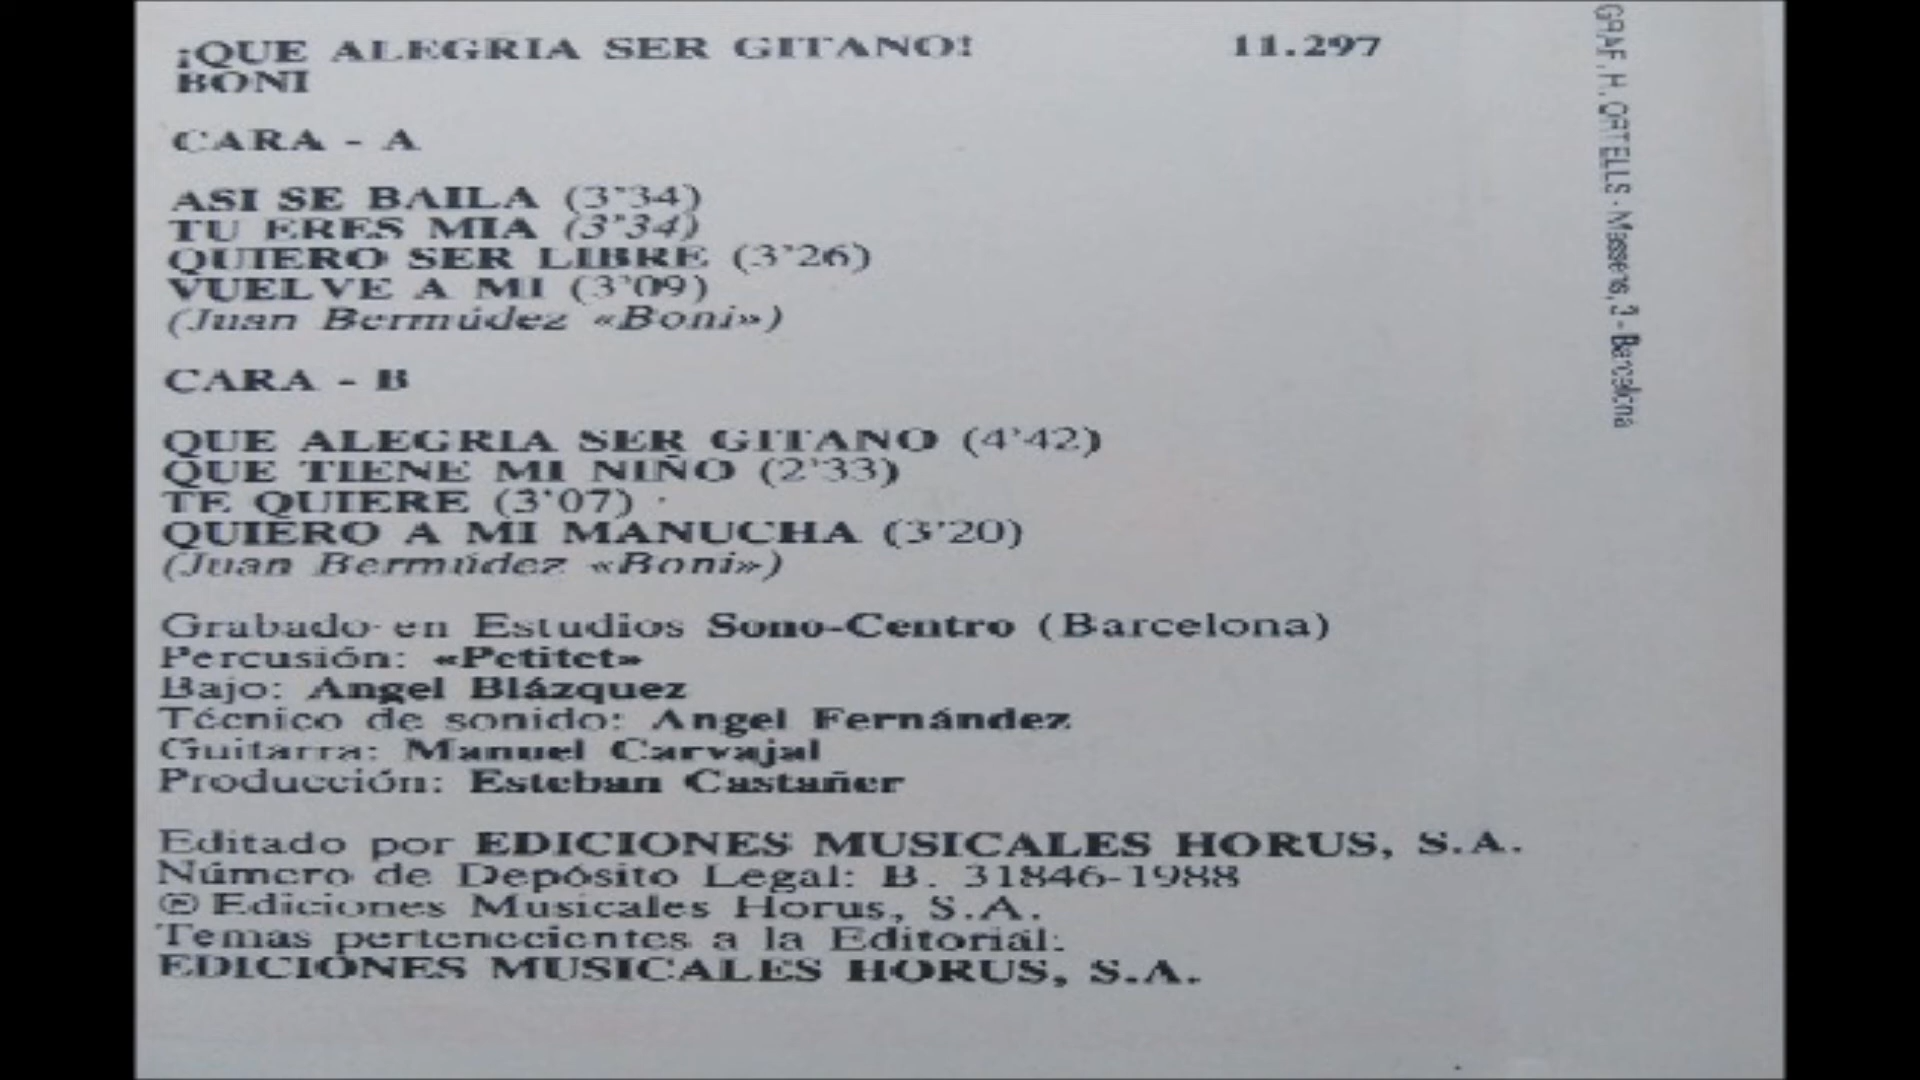 ¡QUE ALEGRIA SER GITANO! 11.297
BONI
CARA - A
ASI SE BAILA (3'34)
TU ERES MIA (3'34)
QUIERO SER LIBRE (3'26)
VUELVE A MI (3'09)
(Juan Bermúdez «Boni»)
CARA - B
QUE ALEGRIA SER GITANO (4'42)
QUE TIENE MI NIÑO (2'33)
TE QUIERE (3'07)
QUIERO A MI MANUCHA (3'20)
(Juan Bermúdez «Boni»)
Grabado en Estudios Sono-Centro (Barcelona)
Percusión: «Petitet»
Bajo: Angel Blázquez
Técnico de sonido: Angel Fernández
Guitarra: Manuel Carvajal
Producción: Esteban Castañer
Editado por EDICIONES MUSICALES HORUS, S.A.
Número de Depósito Legal: B. 31846-1988
℗ Ediciones Musicales Horus, S.A.
Temas pertenecientes a la Editorial:
EDICIONES MUSICALES HORUS, S.A.
GRAF. H. ORTELLS - Massens, 3 - Barcelona